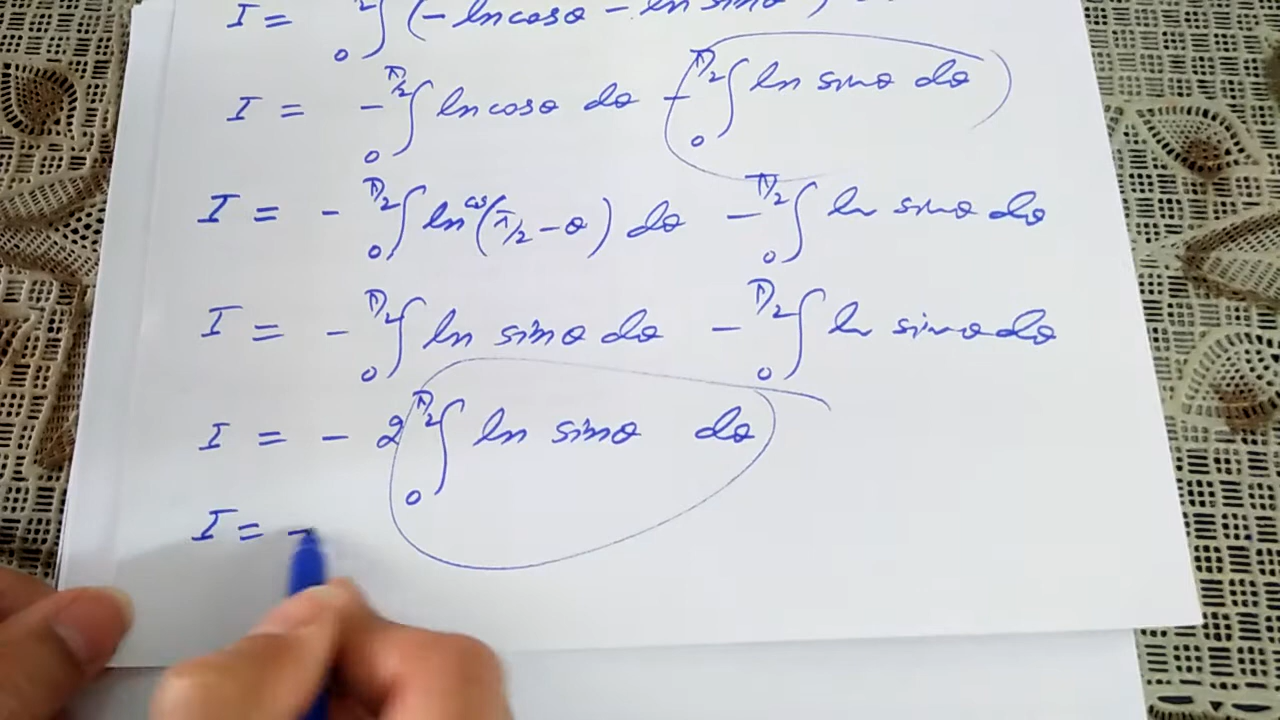 I = ∫₀ (- ln cosθ - ln sinθ
I = - ∫₀^{π/2} ln cosθ dθ - ∫₀^{π/2} ln sinθ dθ
I = - ∫₀^{π/2} ln cos(π/2 - θ) dθ - ∫₀^{π/2} ln sinθ dθ
I = - ∫₀^{π/2} ln sinθ dθ - ∫₀^{π/2} ln sinθ dθ
I = - 2 ∫₀^{π/2} ln sinθ dθ
I = -